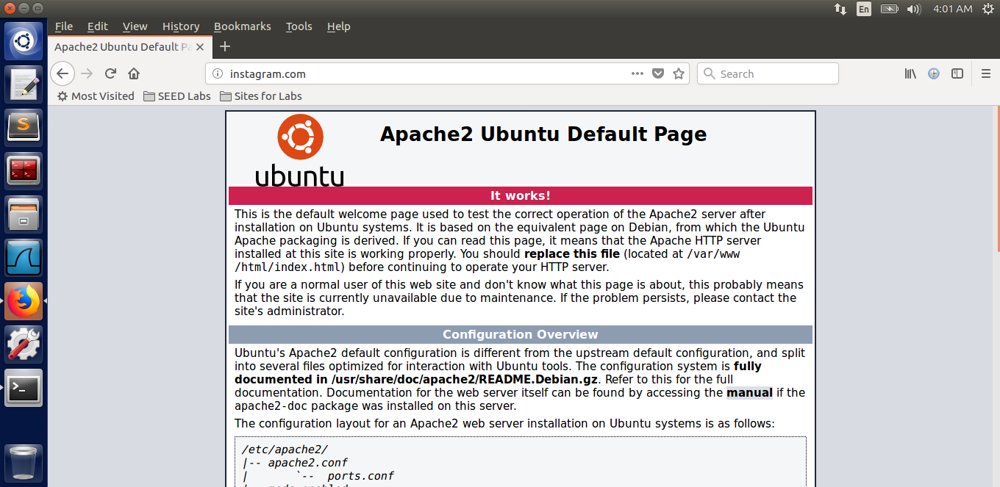 En
4:01 AM
File Edit View History Bookmarks Tools Help
Apache2 Ubuntu Default Pa
instagram.com
Search
Most Visited SEED Labs Sites for Labs
ubuntu
Apache2 Ubuntu Default Page
It works!
This is the default welcome page used to test the correct operation of the Apache2 server after
installation on Ubuntu systems. It is based on the equivalent page on Debian, from which the Ubuntu
Apache packaging is derived. If you can read this page, it means that the Apache HTTP server
installed at this site is working properly. You should replace this file (located at /var/www
/html/index.html) before continuing to operate your HTTP server.
If you are a normal user of this web site and don't know what this page is about, this probably means
that the site is currently unavailable due to maintenance. If the problem persists, please contact the
site's administrator.
Configuration Overview
Ubuntu's Apache2 default configuration is different from the upstream default configuration, and split
into several files optimized for interaction with Ubuntu tools. The configuration system is fully
documented in /usr/share/doc/apache2/README.Debian.gz. Refer to this for the full
documentation. Documentation for the web server itself can be found by accessing the manual if the
apache2-doc package was installed on this server.
The configuration layout for an Apache2 web server installation on Ubuntu systems is as follows:
/etc/apache2/
|-- apache2.conf
|       `--  ports.conf